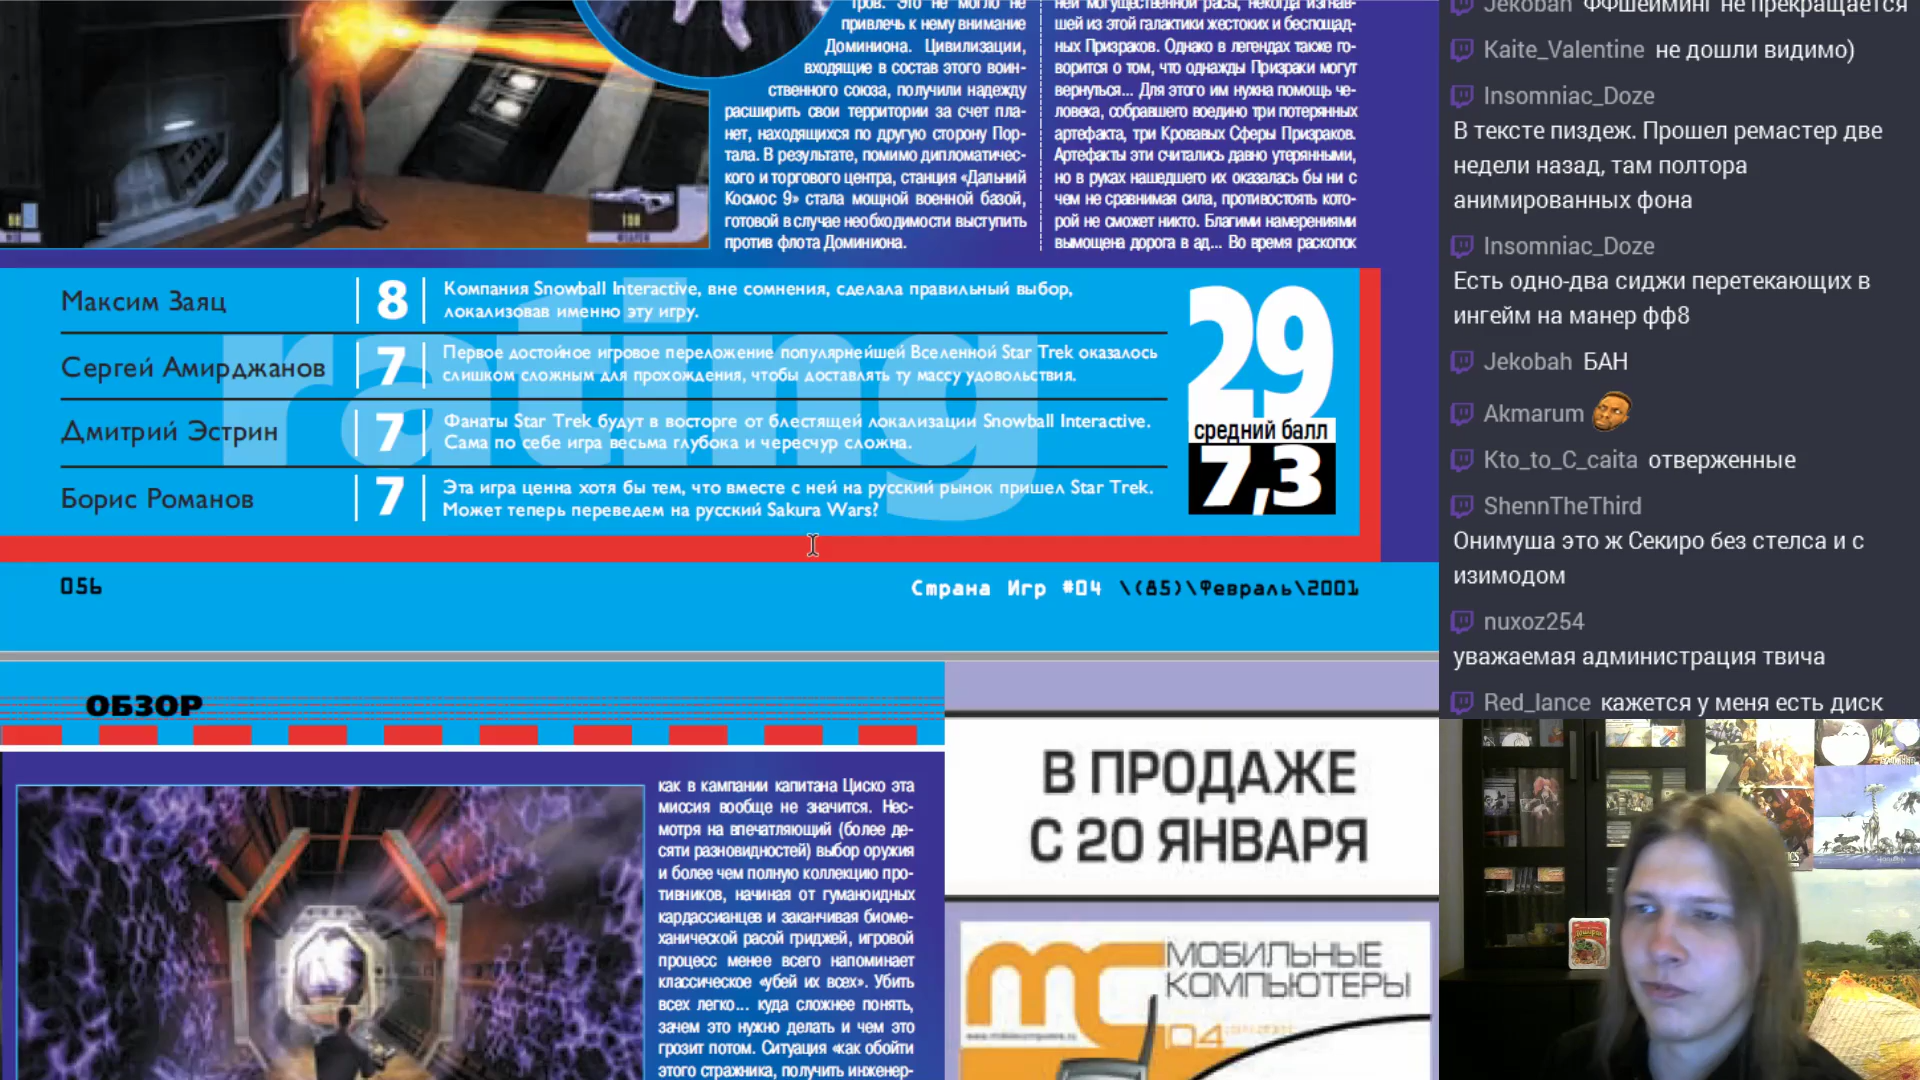 тров. Это не могло не
привлечь к нему внимание
Доминиона. Цивилизации,
входящие в состав этого воин-
ственного союза, получили надежду
расширить свои территории за счет пла-
нет, находящихся по другую сторону Пор-
тала. В результате, помимо дипломатичес-
кого и торгового центра, станция «Дальний
Космос 9» стала мощной военной базой,
готовой в случае необходимости выступить
против флота Доминиона.
ней могущественной расы, некогда изгнав-
шей из этой галактики жестоких и беспощад-
ных Призраков. Однако в легендах также го-
ворится о том, что однажды Призраки могут
вернуться... Для этого им нужна помощь че-
ловека, собравшего воедино три потерянных
артефакта, три Кровавых Сферы Призраков.
Артефакты эти считались давно утерянными,
но в руках нашедшего их оказалась бы ни с
чем не сравнимая сила, противостоять кото-
рой не сможет никто. Благими намерениями
вымощена дорога в ад... Во время раскопок
rating
Максим Заяц
8
Компания Snowball Interactive, вне сомнения, сделала правильный выбор,
локализовав именно эту игру.
Сергей Амирджанов
7
Первое достойное игровое переложение популярнейшей Вселенной Star Trek оказалось
слишком сложным для прохождения, чтобы доставлять ту массу удовольствия.
Дмитрий Эстрин
7
Фанаты Star Trek будут в восторге от блестящей локализации Snowball Interactive.
Сама по себе игра весьма глубока и чересчур сложна.
Борис Романов
7
Эта игра ценна хотя бы тем, что вместе с ней на русский рынок пришел Star Trek.
Может теперь переведем на русский Sakura Wars?
29
средний балл
7,3
056
Страна Игр #04 \(85)\Февраль\2001
ОБЗОР
как в кампании капитана Циско эта
миссия вообще не значится. Нес-
мотря на впечатляющий (более де-
сяти разновидностей) выбор оружия
и более чем полную коллекцию про-
тивников, начиная от гуманоидных
кардассианцев и заканчивая биоме-
ханической расой гриджей, игровой
процесс менее всего напоминает
классическое «убей их всех». Убить
всех легко... куда сложнее понять,
зачем это нужно делать и чем это
грозит потом. Ситуация «как обойти
этого стражника, получить инженер-
В ПРОДАЖЕ
С 20 ЯНВАРЯ
МС
МОБИЛЬНЫЕ
КОМПЬЮТЕРЫ
04
Jekobah ФФшейминг не прекращается
Kaite_Valentine не дошли видимо)
Insomniac_Doze
В тексте пиздеж. Прошел ремастер две
недели назад, там полтора
анимированных фона
Insomniac_Doze
Есть одно-два сиджи перетекающих в
ингейм на манер фф8
Jekobah БАН
Akmarum
Kto_to_C_caita отверженные
ShennTheThird
Онимуша это ж Секиро без стелса и с
изимодом
nuxoz254
уважаемая администрация твича
Red_lance кажется у меня есть диск